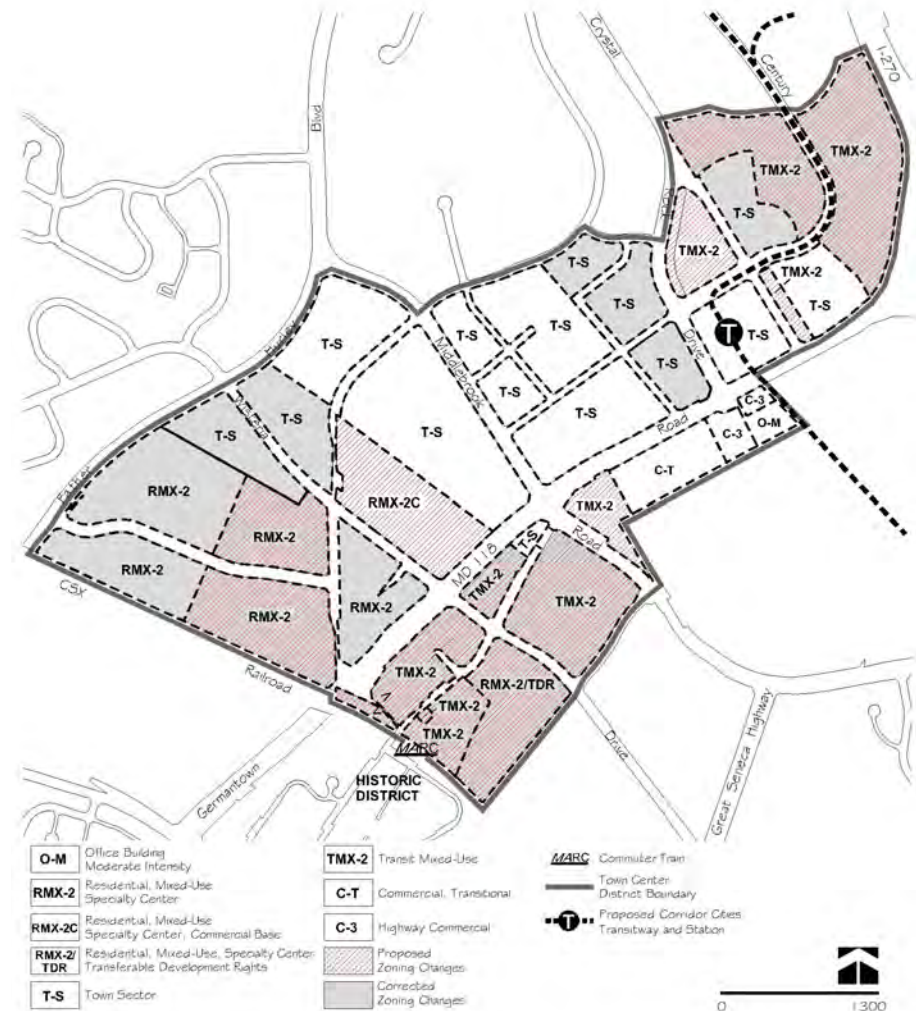 Crystal
Century
I-270
Blvd
TMX-2
TMX-2
T-S
Rock
TMX-2
TMX-2
T-S
T-S
T-S
T-S
T-S
T
T-S
Drive
T-S
T-S
Middlebrook
T-S
T-S
T-S
Hurley
T-S
Wisteria
T-S
T-S
T-S
Road
C-3
C-3
O-M
C-T
Father
RMX-2
RMX-2C
TMX-2
RMX-2
Road
T-S
MD 118
TMX-2
TMX-2
RMX-2
RMX-2
RMX-2
CSX
Railroad
TMX-2
RMX-2/TDR
TMX-2
TMX-2
MARC
HISTORIC
DISTRICT
Germantown
Drive
Great Seneca Highway
O-M Office Building
Moderate Intensity
RMX-2 Residential, Mixed-Use
Specialty Center
RMX-2C Residential, Mixed-Use
Specialty Center, Commercial Base
RMX-2/
TDR Residential, Mixed-Use, Specialty Center
Transferable Development Rights
T-S Town Sector
TMX-2 Transit Mixed-Use
C-T Commercial, Transitional
C-3 Highway Commercial
Proposed
Zoning Changes
Corrected
Zoning Changes
MARC Commuter Train
Town Center
District Boundary
T Proposed Corridor Cities
Transitway and Station
0 1300